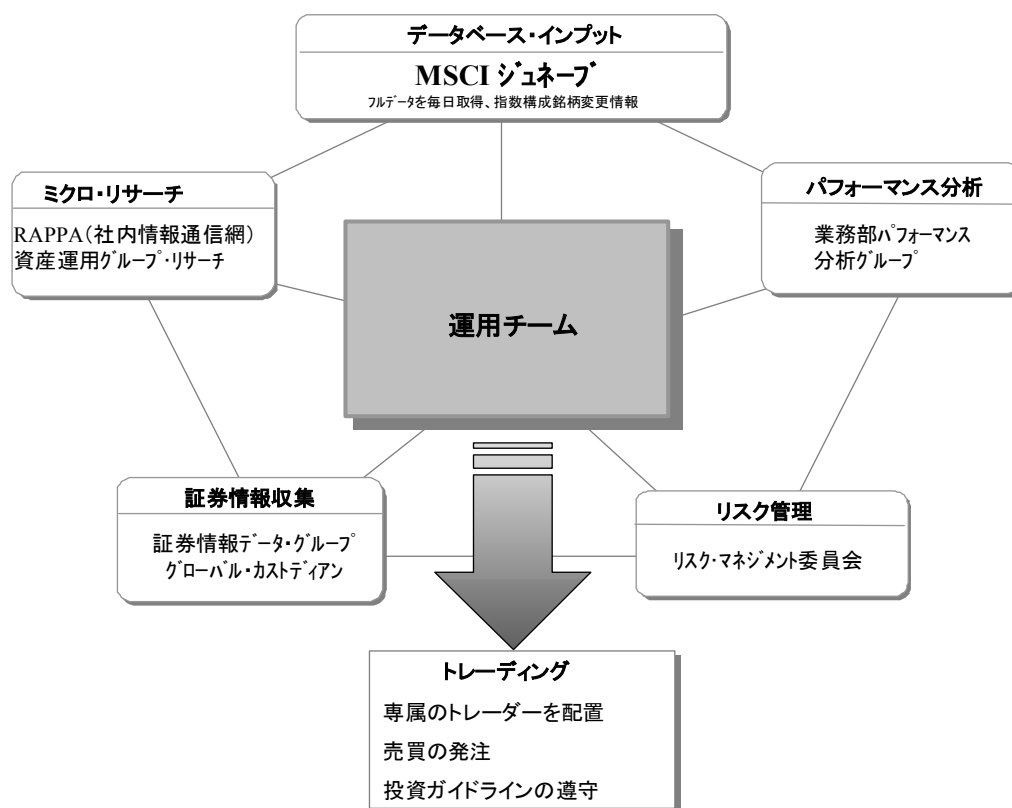 データベース・インプット
MSCI ジュネーブ
フルデータを毎日取得、指数構成銘柄変更情報
ミクロ・リサーチ
RAPPA(社内情報通信網)
資産運用グループ・リサーチ
パフォーマンス分析
業務部パフォーマンス
分析グループ
運用チーム
証券情報収集
証券情報データ・グループ
グローバル・カストディアン
リスク管理
リスク・マネジメント委員会
トレーディング
専属のトレーダーを配置
売買の発注
投資ガイドラインの遵守